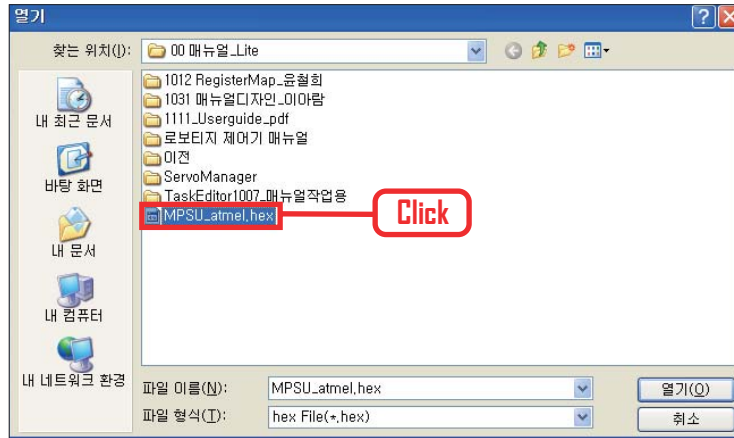 열기
찾는 위치(I):
00 매뉴얼_Lite
1012 RegisterMap_윤철희
1031 매뉴얼디자인_이아람
1111_Userguide_pdf
로보티지 제어기 매뉴얼
이전
ServoManager
TaskEditor1007_매뉴얼작업용
MPSU_atmel.hex
Click
내 최근 문서
바탕 화면
내 문서
내 컴퓨터
내 네트워크 환경
파일 이름(N): MPSU_atmel.hex 열기(O)
파일 형식(T): hex File(*.hex) 취소